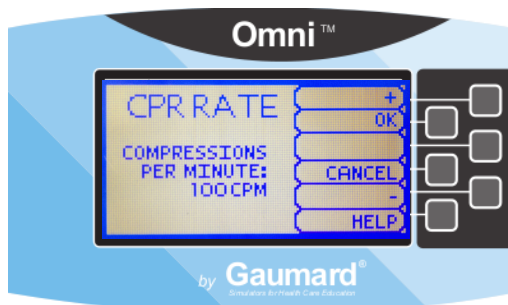 Omni™
CPR RATE
COMPRESSIONS
PER MINUTE:
100CPM
+
OK
CANCEL
-
HELP
by Gaumard®
Simulators for Health Care Education